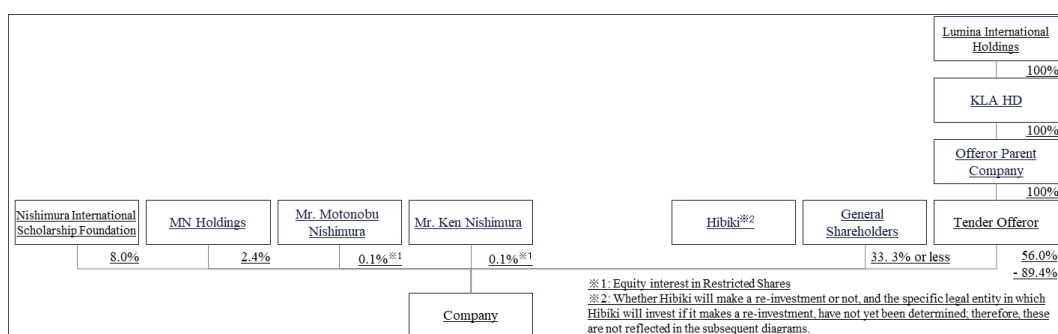 Lumina International
Holdings
100%
KLA HD
100%
Offeror Parent
Company
100%
Nishimura International
Scholarship Foundation
MN Holdings
Mr. Motonobu
Nishimura
Mr. Ken Nishimura
Hibiki※2
General
Shareholders
Tender Offeror
8.0%
2.4%
0.1%※1
0.1%※1
33. 3% or less
56.0%
- 89.4%
Company
※1: Equity interest in Restricted Shares
※2: Whether Hibiki will make a re-investment or not, and the specific legal entity in which
Hibiki will invest if it makes a re-investment, have not yet been determined; therefore, these
are not reflected in the subsequent diagrams.